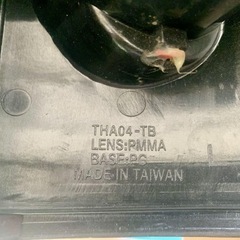 THA04-TB
LENS:PMMA
BASE:PC
MADE IN TAIWAN